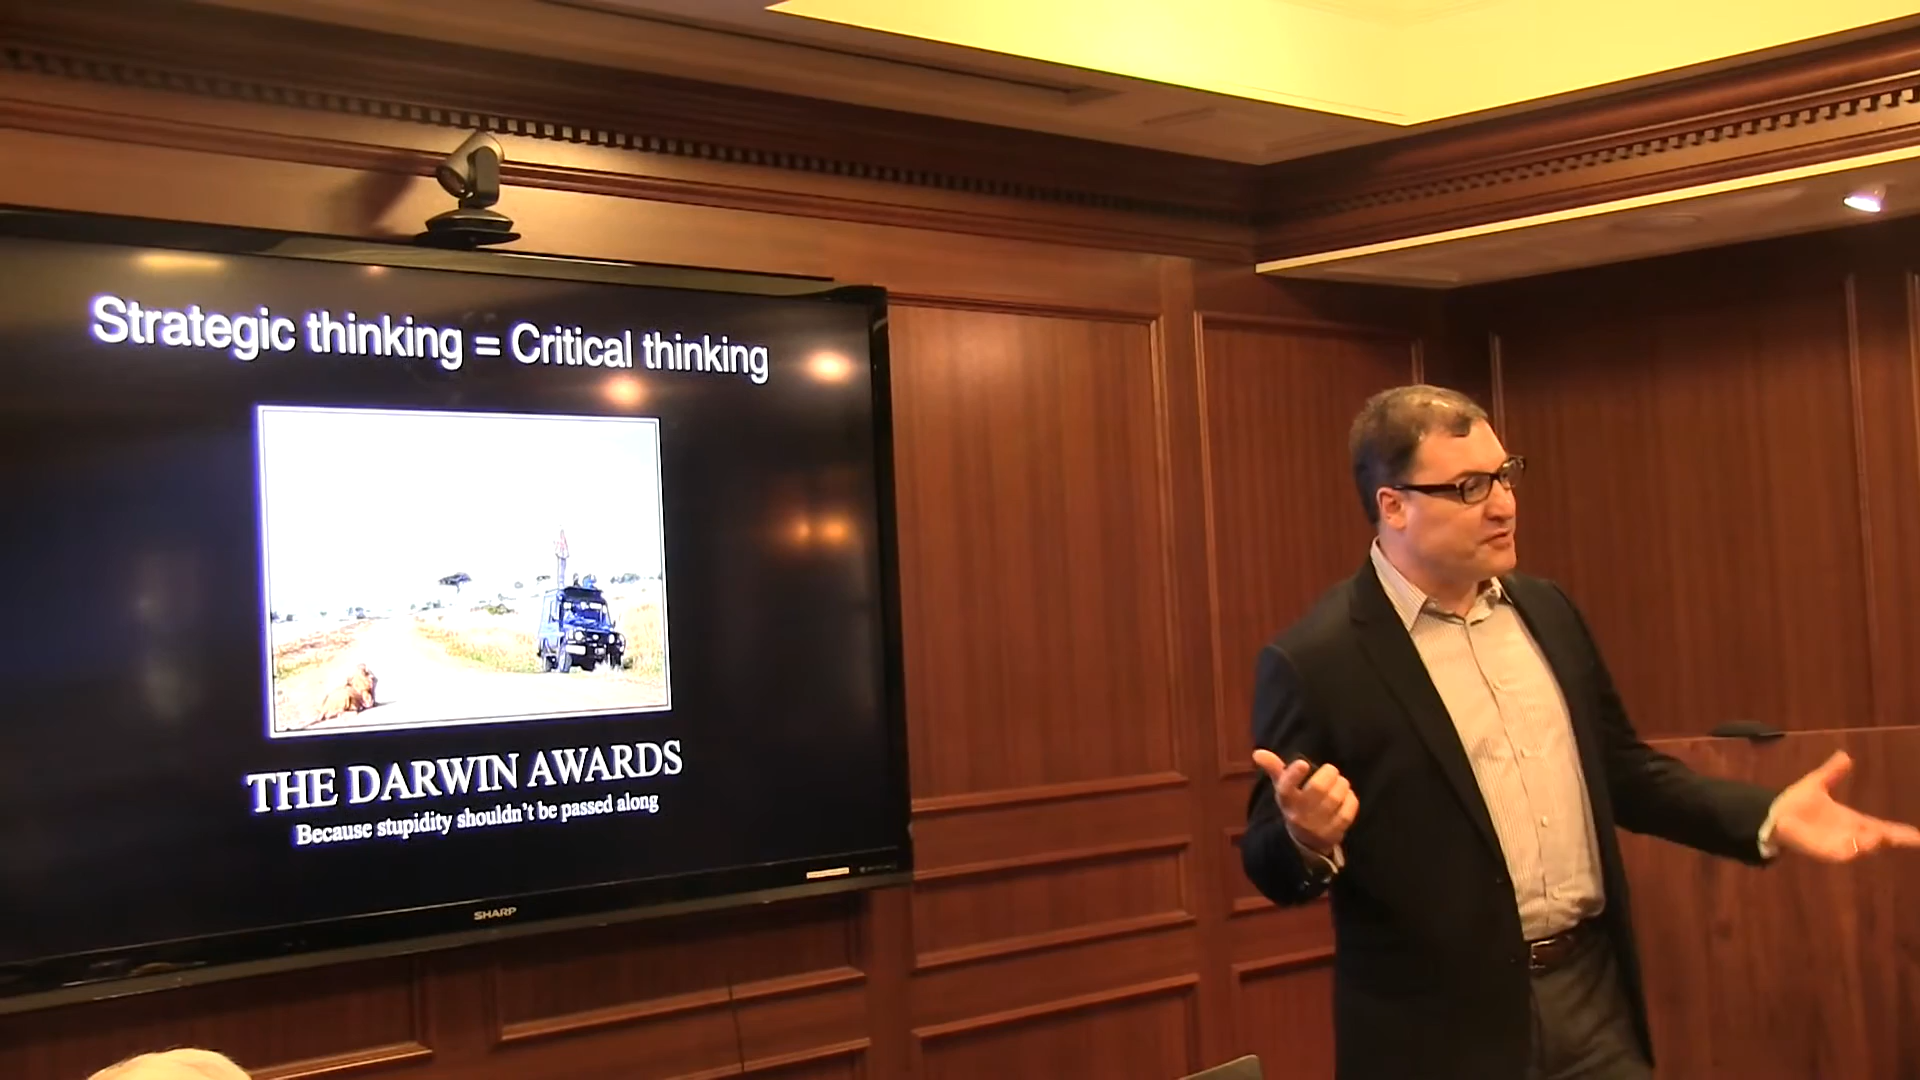 Strategic thinking = Critical thinking
THE DARWIN AWARDS
Because stupidity shouldn't be passed along
SHARP